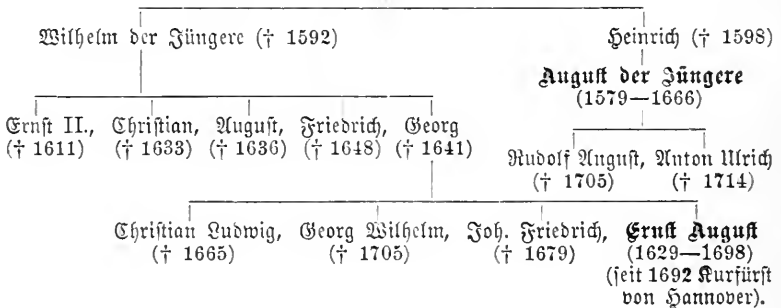 Wilhelm der Jüngere († 1592) Heinrich († 1598)
August der Jüngere
(1579—1666)
Ernst II., Christian, August, Friedrich, Georg
(† 1611) († 1633) († 1636) († 1648) († 1641)
Rudolf August, Anton Ulrich
(† 1705) († 1714)
Christian Ludwig, Georg Wilhelm, Joh. Friedrich, Ernst August
(† 1665) († 1705) († 1679) (1629—1698)
(seit 1692 Kurfürst
von Hannover).